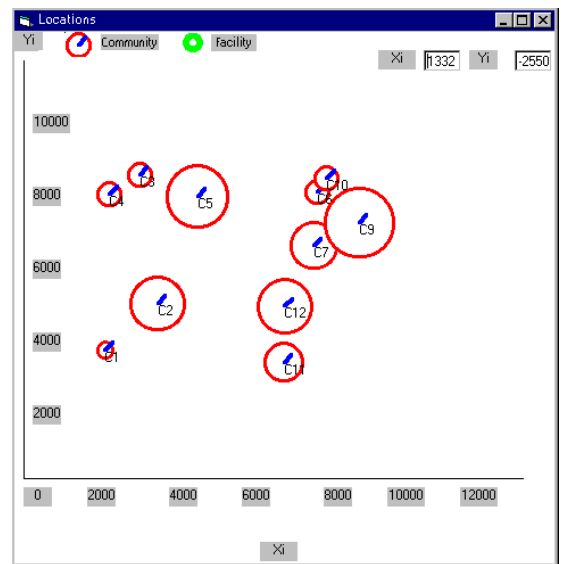 Locations
Yi Community facility
Xi 1332 Yi -2550
10000
C3 C10
8000 C4 C5 C6
C9
6000 C7
C2 C12
4000 C1 C11
2000
0 2000 4000 6000 8000 10000 12000
Xi